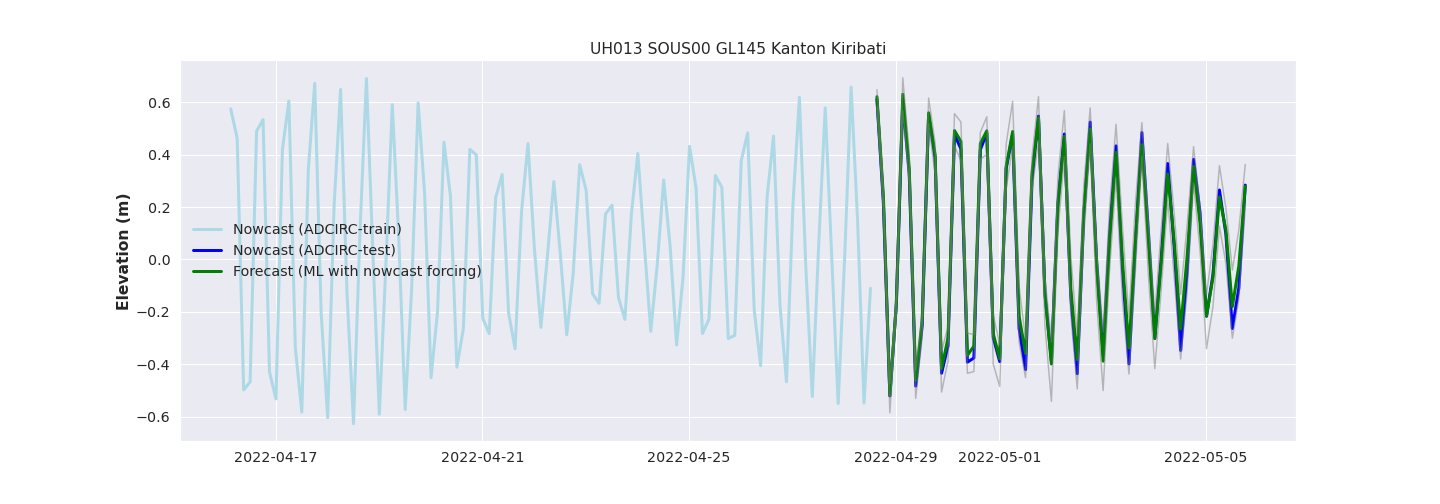 UH013 SOUS00 GL145 Kanton Kiribati
Elevation (m)
0.6
0.4
0.2
0.0
−0.2
−0.4
−0.6
Nowcast (ADCIRC-train)
Nowcast (ADCIRC-test)
Forecast (ML with nowcast forcing)
2022-04-17
2022-04-21
2022-04-25
2022-04-29
2022-05-01
2022-05-05